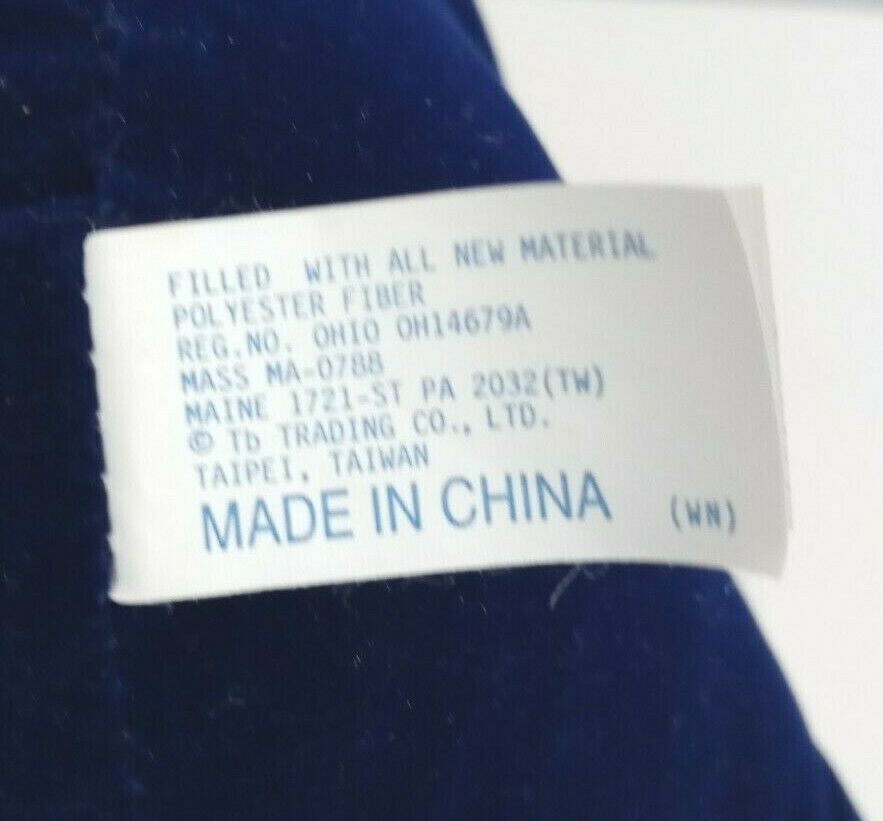 FILLED WITH ALL NEW MATERIAL
POLYESTER FIBER
REG.NO. OHIO OH14679A
MASS MA-0788
MAINE 1721-ST PA 2032(TW)
© Tb TRADING CO., LTD.
TAIPEI, TAIWAN
MADE IN CHINA (WN)